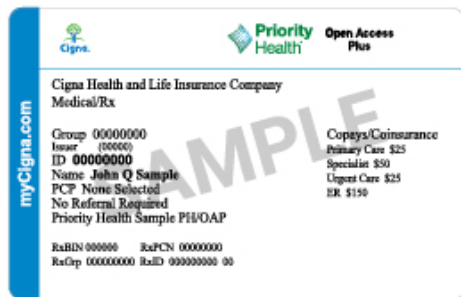 Cigna.
Priority Health
Open Access Plus
myCigna.com
Cigna Health and Life Insurance Company
Medical/Rx
Group 00000000
Issuer (00000)
ID 00000000
Name John Q Sample
PCP None Selected
No Referral Required
Priority Health Sample PH/OAP
RxBIN 000000 RxPCN 00000000
RxGrp 000000000 RxID 000000000 00
Copays/Coinsurance
Primary Care $25
Specialist $50
Urgent Care $25
ER $150
SAMPLE